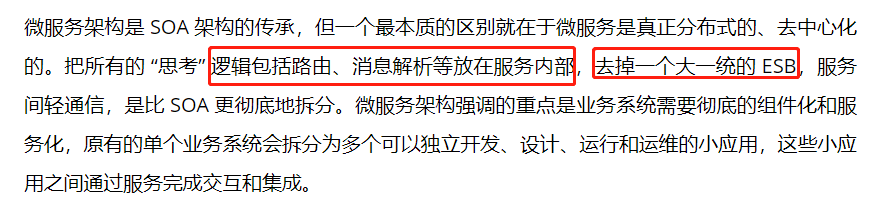 微服务架构是 SOA 架构的传承，但一个最本质的区别就在于微服务是真正分布式的、去中心化
的。把所有的 “思考” 逻辑包括路由、消息解析等放在服务内部，去掉一个大一统的 ESB，服务
间轻通信，是比 SOA 更彻底地拆分。微服务架构强调的重点是业务系统需要彻底的组件化和服
务化，原有的单个业务系统会拆分为多个可以独立开发、设计、运行和运维的小应用，这些小应
用之间通过服务完成交互和集成。